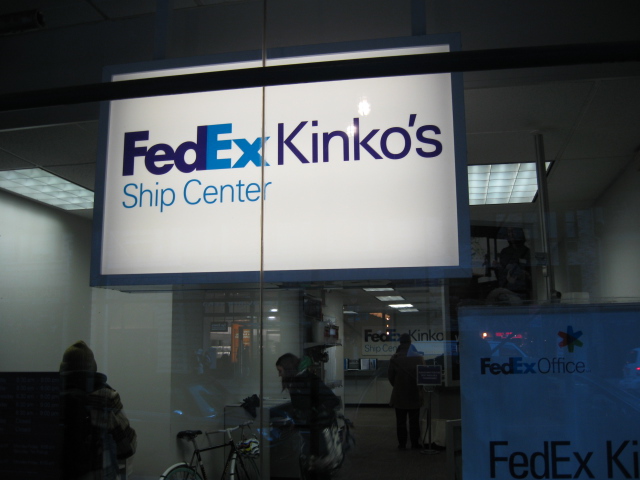 FedEx Kinko's
Ship Center
FedEx Kinko
Ship Center
FedEx Office
FedEx Ki